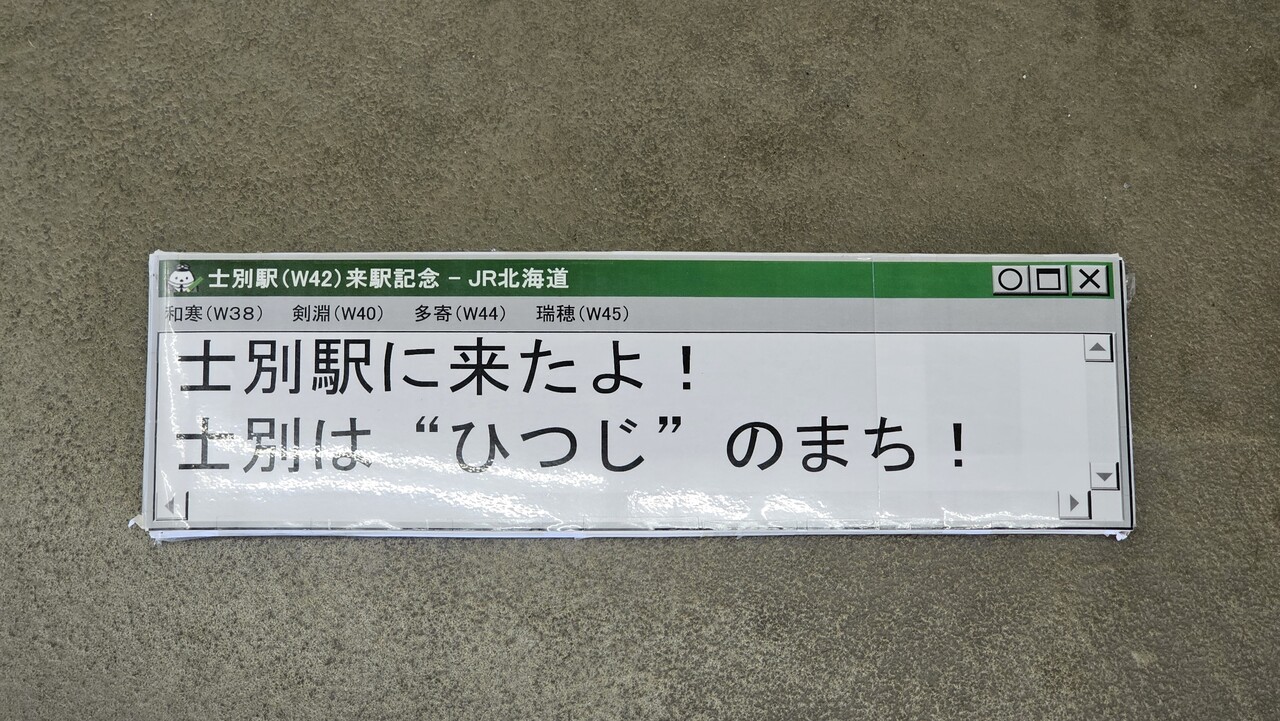 士別駅（W42）来駅記念 − JR北海道
和寒（W38） 剣淵（W40） 多寄（W44） 瑞穂（W45）
士別駅に来たよ！
士別は“ひつじ”のまち！